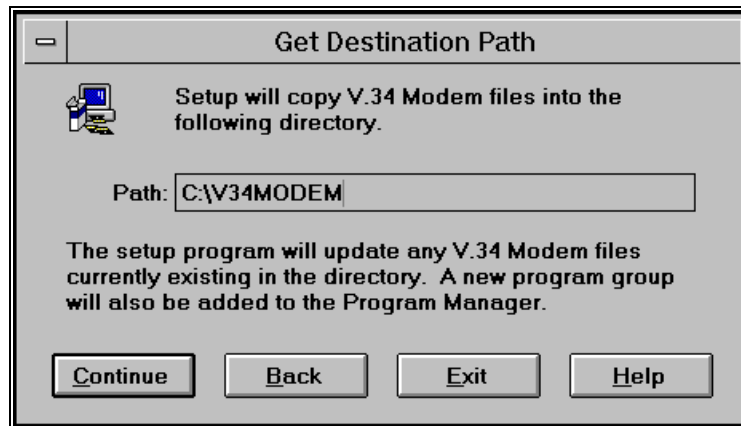 Get Destination Path
Setup will copy V.34 Modem files into the
following directory.
Path: C:\V34MODEM
The setup program will update any V.34 Modem files
currently existing in the directory.  A new program group
will also be added to the Program Manager.
Continue Back Exit Help